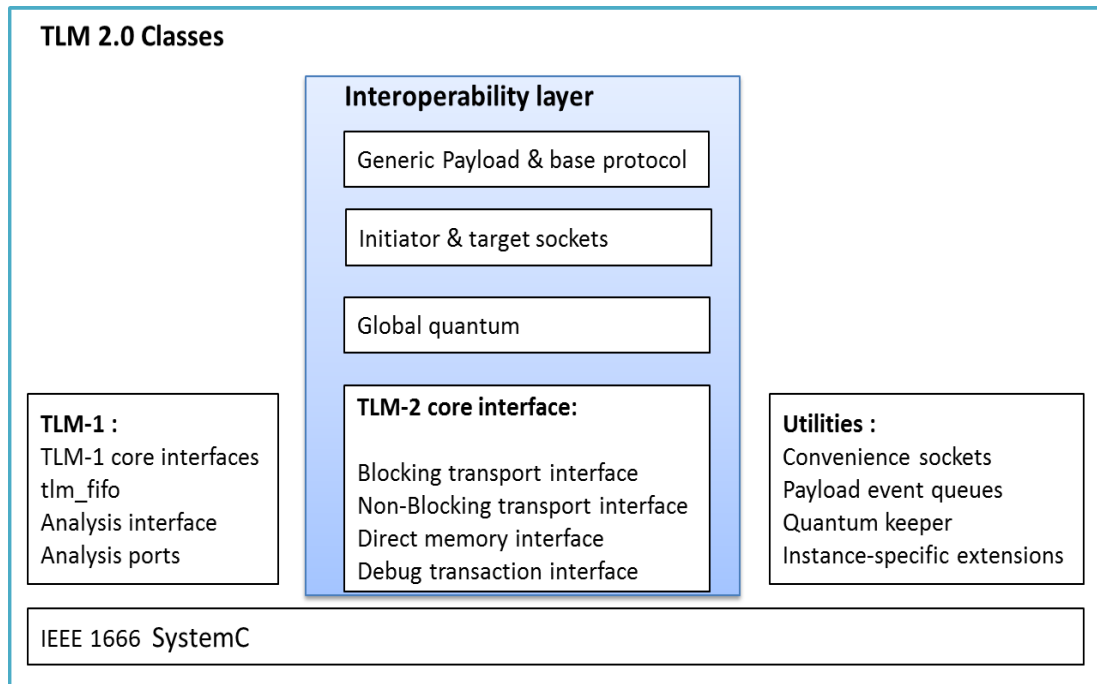 TLM 2.0 Classes
Interoperability layer
Generic Payload & base protocol
Initiator & target sockets
Global quantum
TLM-1 :
TLM-1 core interfaces
tlm_fifo
Analysis interface
Analysis ports
TLM-2 core interface:
Blocking transport interface
Non-Blocking transport interface
Direct memory interface
Debug transaction interface
Utilities :
Convenience sockets
Payload event queues
Quantum keeper
Instance-specific extensions
IEEE 1666 SystemC